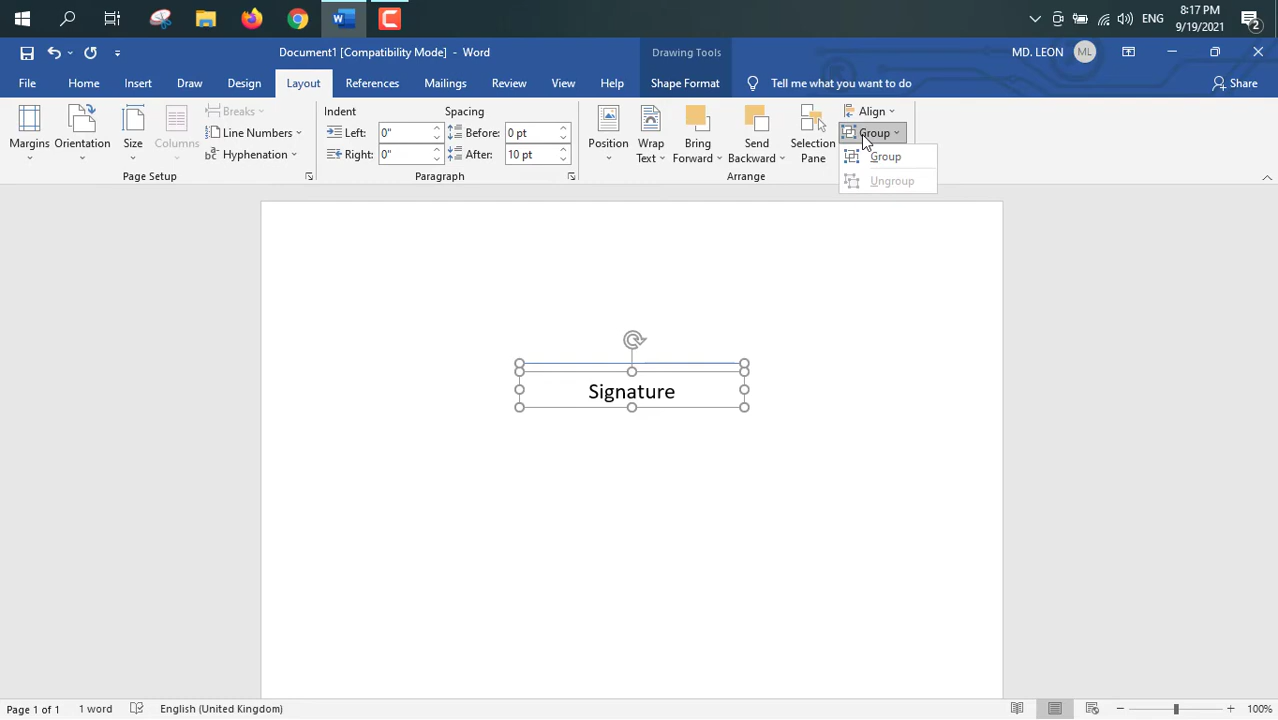 ENG
8:17 PM
9/19/2021
2
Document1 [Compatibility Mode] - Word
Drawing Tools
MD. LEON
ML
File
Home
Insert
Draw
Design
Layout
References
Mailings
Review
View
Help
Shape Format
Tell me what you want to do
Share
Margins
Orientation
Size
Columns
Breaks
Line Numbers
Hyphenation
Page Setup
Indent
Left: 0"
Right: 0"
Spacing
Before: 0 pt
After: 10 pt
Paragraph
Position
Wrap
Text
Bring
Forward
Send
Backward
Selection
Pane
Align
Group
Arrange
Group
Ungroup
Signature
Page 1 of 1
1 word
English (United Kingdom)
100%